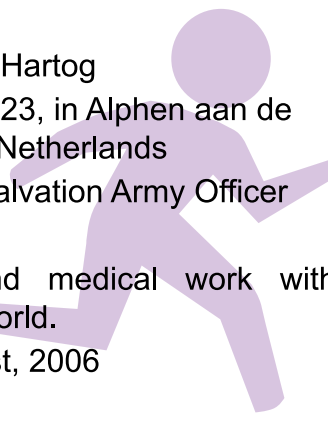 Hartog
23, in Alphen aan de
Netherlands
alvation Army Officer
nd medical work with
orld.
st, 2006